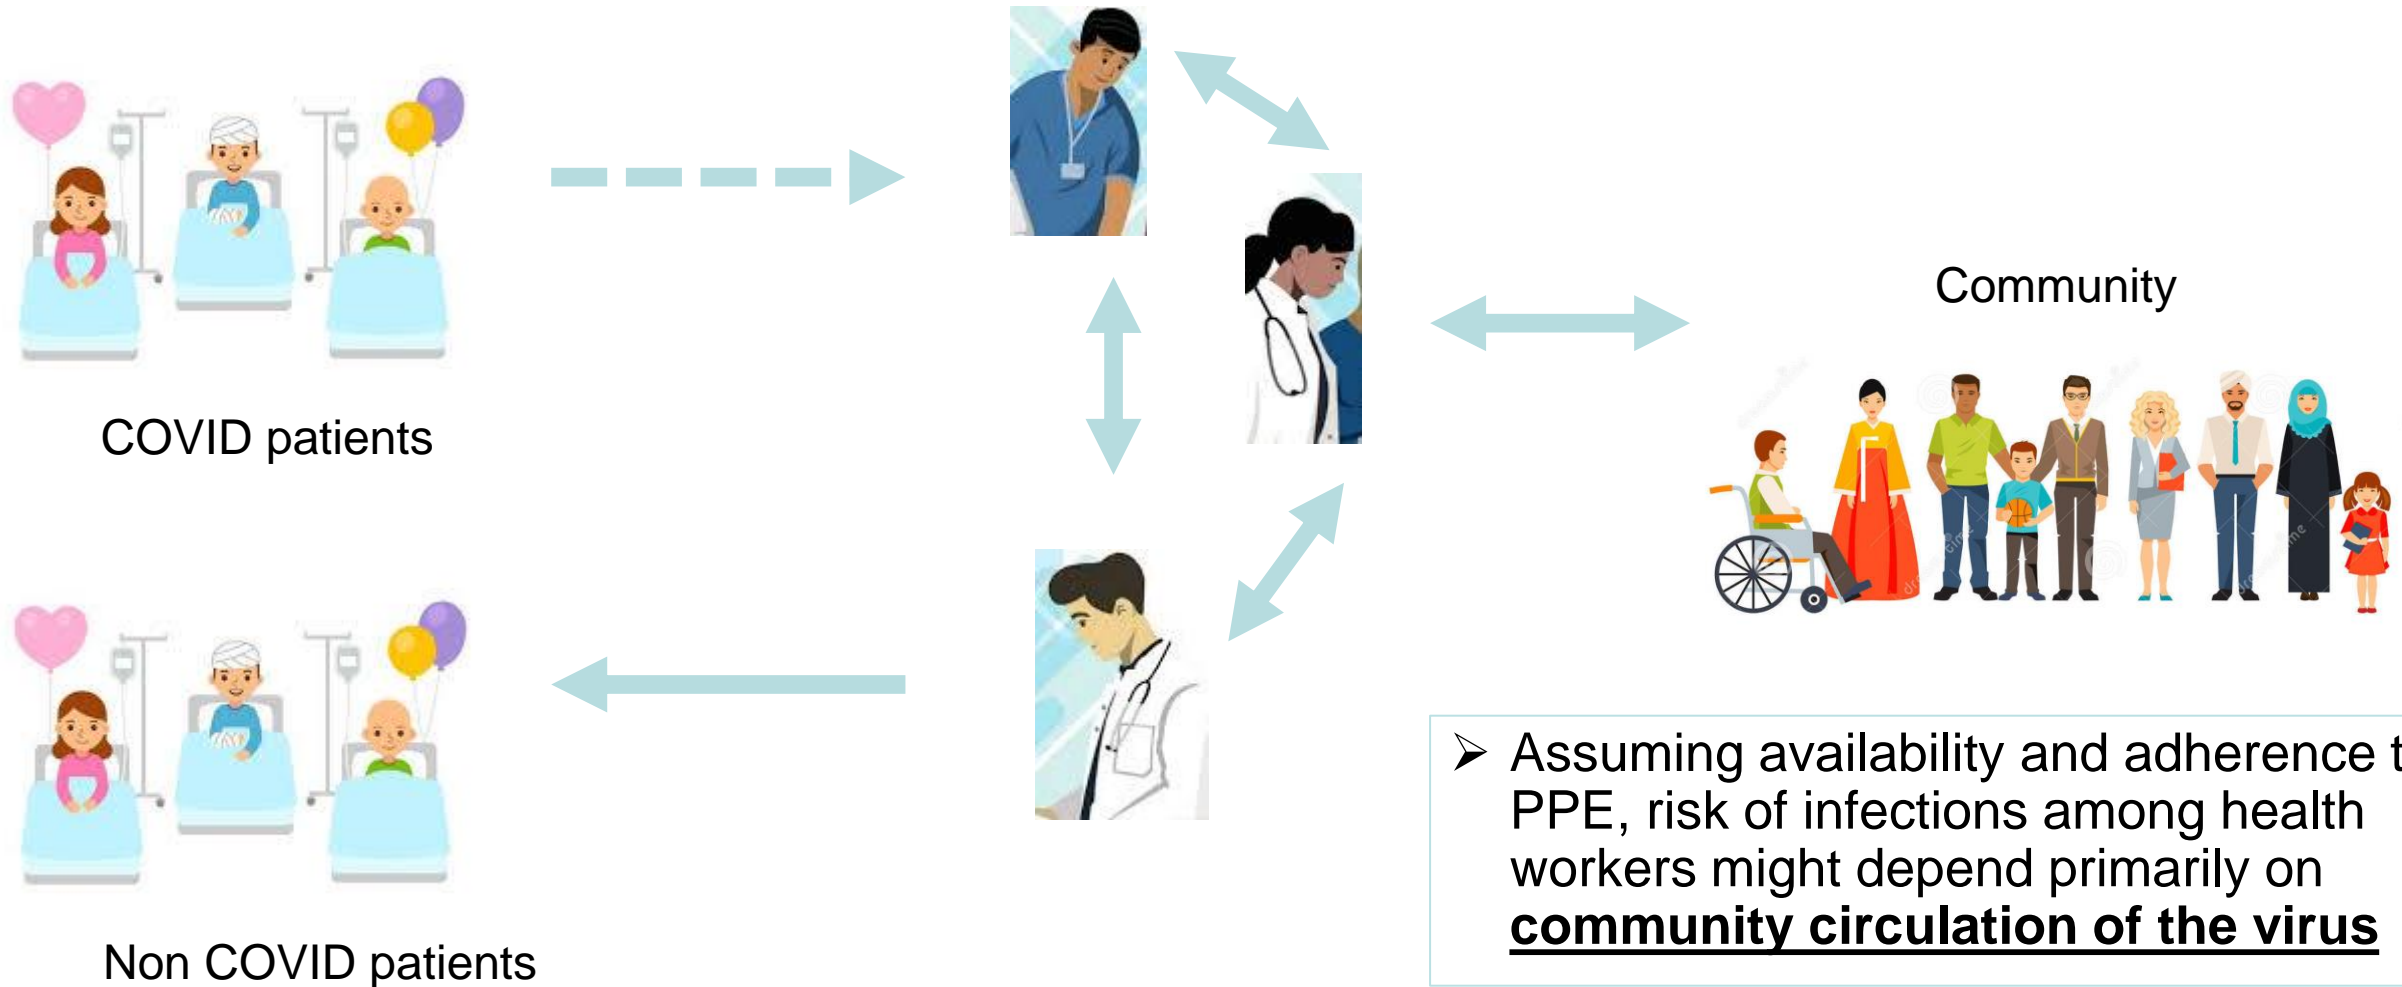 Community
COVID patients
➢ Assuming availability and adherence t
PPE, risk of infections among health
workers might depend primarily on
community circulation of the virus
Non COVID patients